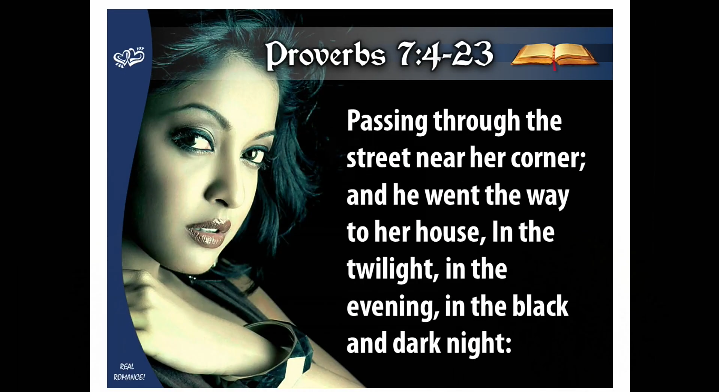 Proverbs 7:4-23
Passing through the
street near her corner;
and he went the way
to her house, In the
twilight, in the
evening, in the black
and dark night:
REAL
ROMANCE!